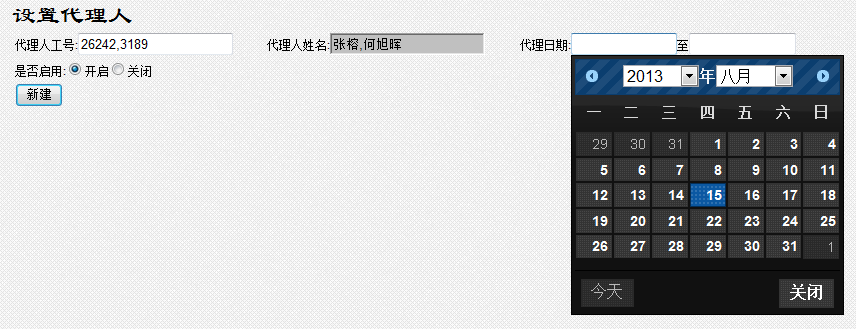 设置代理人
代理人工号:26242,3189 代理人姓名:张榕,何旭晖 代理日期: 至
是否启用: 开启 关闭
新建
2013 年 八月
一 二 三 四 五 六 日
29 30 31 1 2 3 4
5 6 7 8 9 10 11
12 13 14 15 16 17 18
19 20 21 22 23 24 25
26 27 28 29 30 31 1
今天 关闭